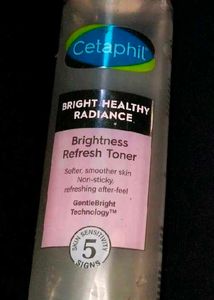 Cetaphil
BRIGHT HEALTHY
RADIANCE
Brightness
Refresh Toner
Softer, smoother skin
Non-sticky,
refreshing after-feel
GentleBright
Technology™
SKIN SENSITIVITY
5
SIGNS